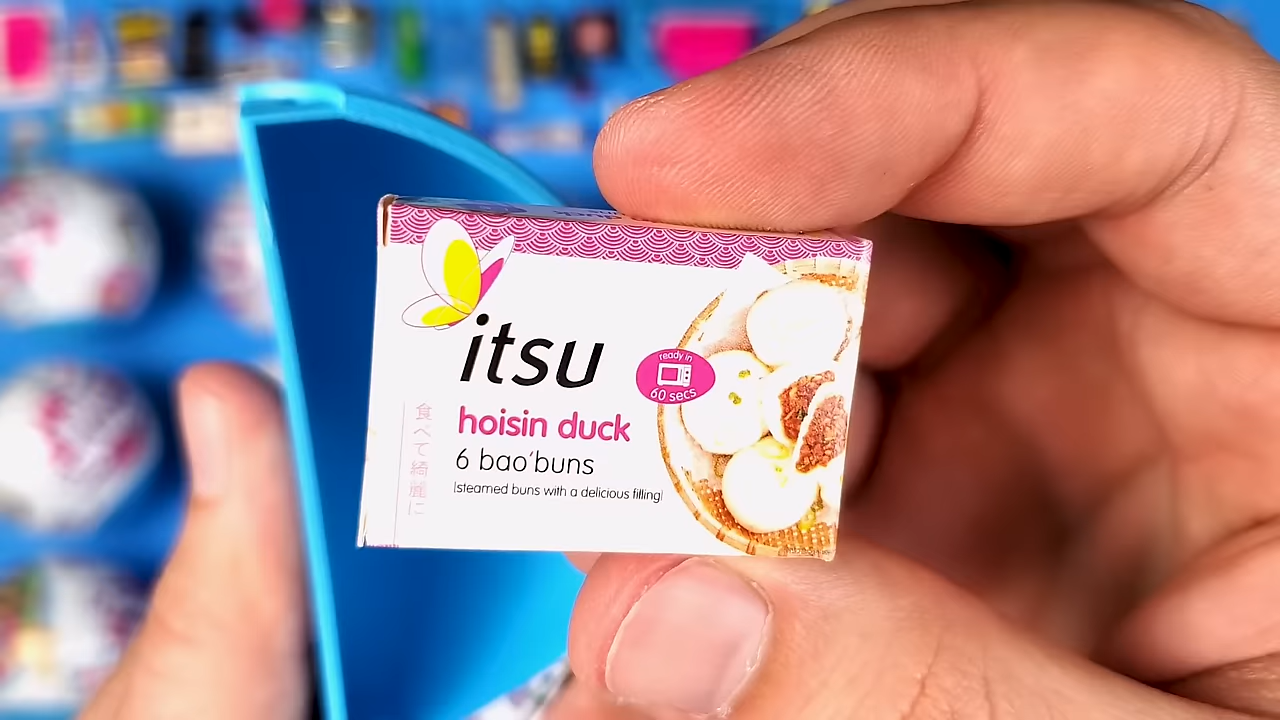 itsu
hoisin duck
6 bao'buns
[steamed buns with a delicious filling]
ready in
60 secs
食べて綺麗に